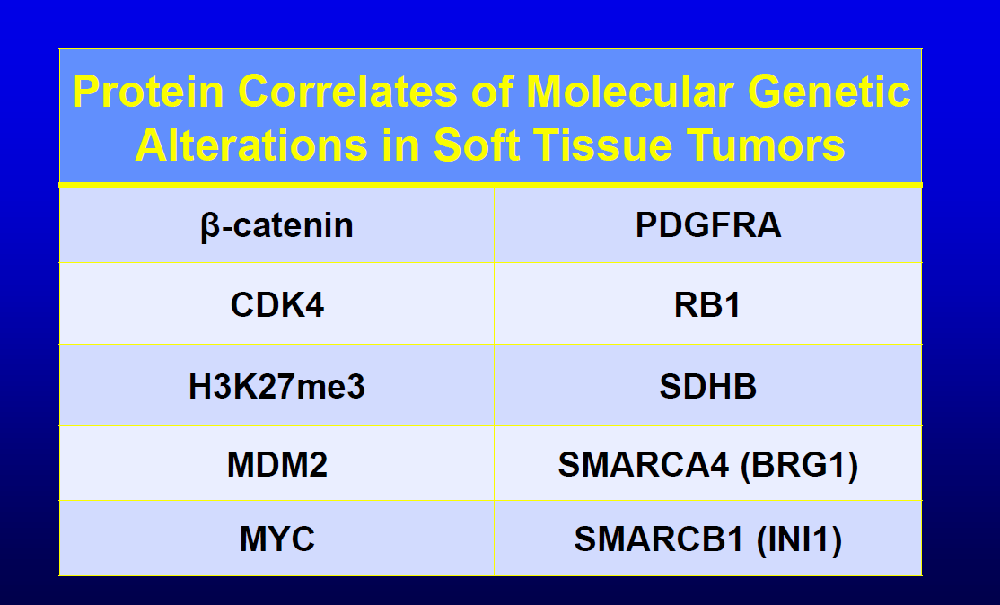 Protein Correlates of Molecular Genetic
Alterations in Soft Tissue Tumors
β-catenin PDGFRA
CDK4 RB1
H3K27me3 SDHB
MDM2 SMARCA4 (BRG1)
MYC SMARCB1 (INI1)